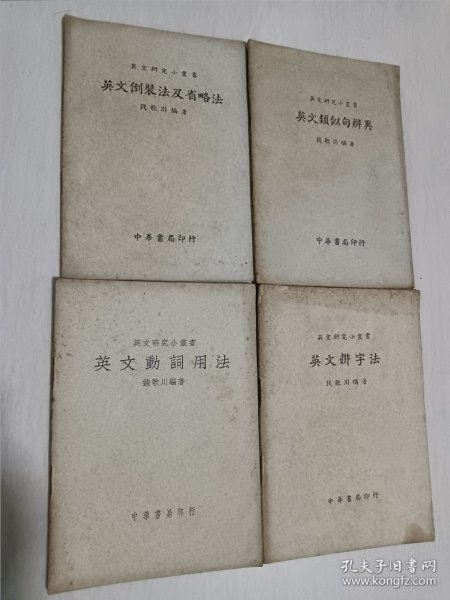 英文研究小叢書
英文倒裝法及省略法
錢歌川編著
中華書局印行
英文研究小叢書
英文類似句辨異
錢歌川編著
中華書局印行
英文研究小叢書
英文動詞用法
錢歌川編著
中華書局印行
英文研究小叢書
英文拼字法
錢歌川編著
中華書局印行
孔夫子旧书网
www.kongfz.com